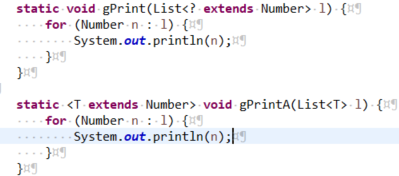 static void gPrint(List<? extends Number> l) {¤¶
····for (Number n : l) {¤¶
········System.out.println(n);¤¶
····}¤¶
}¤¶
static <T extends Number> void gPrintA(List<T> l) {¤¶
····for (Number n : l) {¤¶
········System.out.println(n);¤¶
····}¤¶
}¤¶